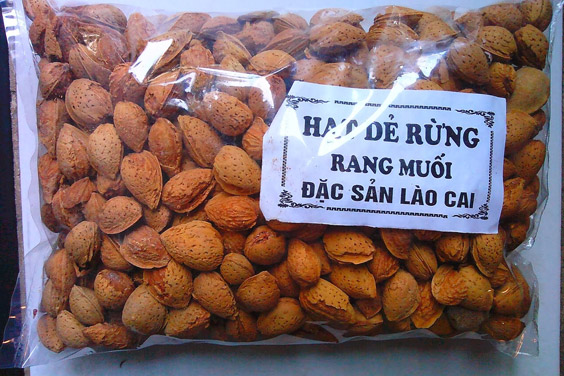 HẠT DẺ RỪNG
RANG MUỐI
ĐẶC SẢN LÀO CAI